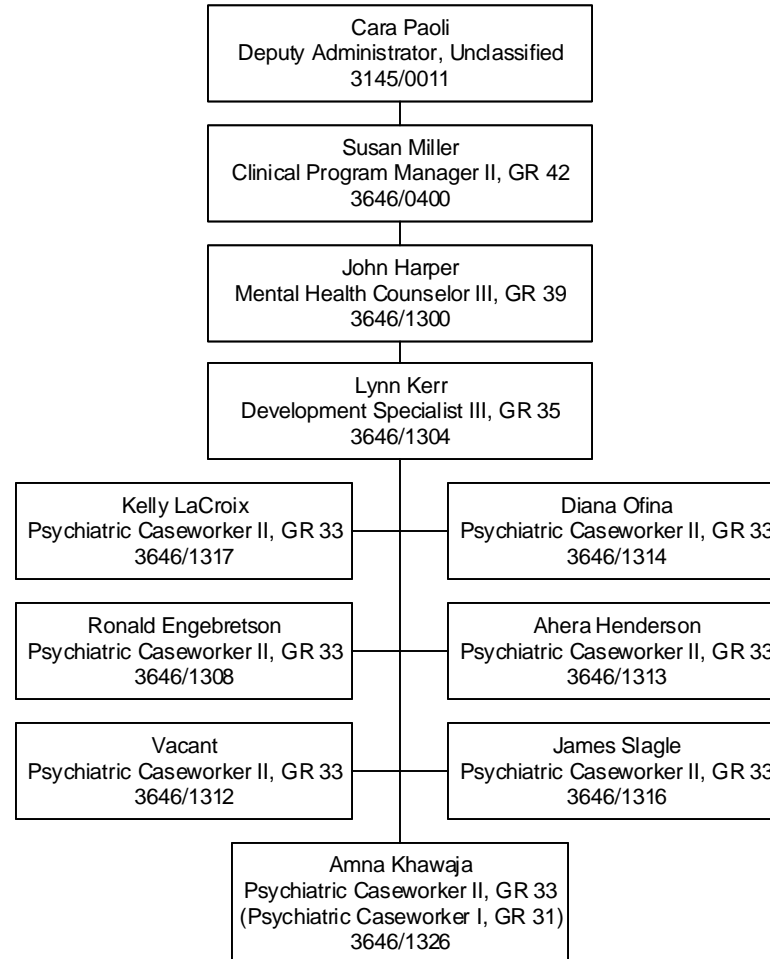 Cara Paoli
Deputy Administrator, Unclassified
3145/0011
Susan Miller
Clinical Program Manager II, GR 42
3646/0400
John Harper
Mental Health Counselor III, GR 39
3646/1300
Lynn Kerr
Development Specialist III, GR 35
3646/1304
Kelly LaCroix
Psychiatric Caseworker II, GR 33
3646/1317
Diana Ofina
Psychiatric Caseworker II, GR 33
3646/1314
Ronald Engebretson
Psychiatric Caseworker II, GR 33
3646/1308
Ahera Henderson
Psychiatric Caseworker II, GR 33
3646/1313
Vacant
Psychiatric Caseworker II, GR 33
3646/1312
James Slagle
Psychiatric Caseworker II, GR 33
3646/1316
Amna Khawaja
Psychiatric Caseworker II, GR 33
(Psychiatric Caseworker I, GR 31)
3646/1326